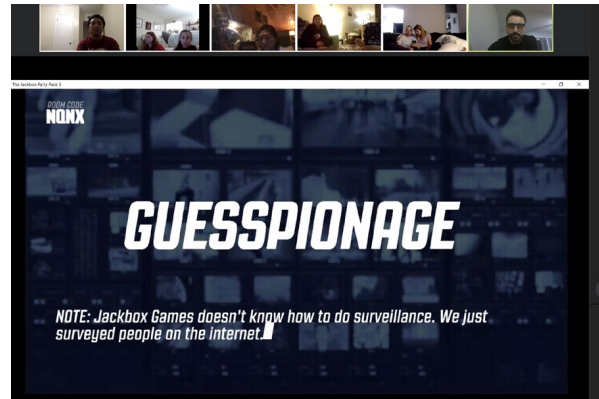 The Jackbox Party Pack 3
ROOM CODE
NQNX
GUESSPIONAGE
NOTE: Jackbox Games doesn't know how to do surveillance. We just
surveyed people on the internet.